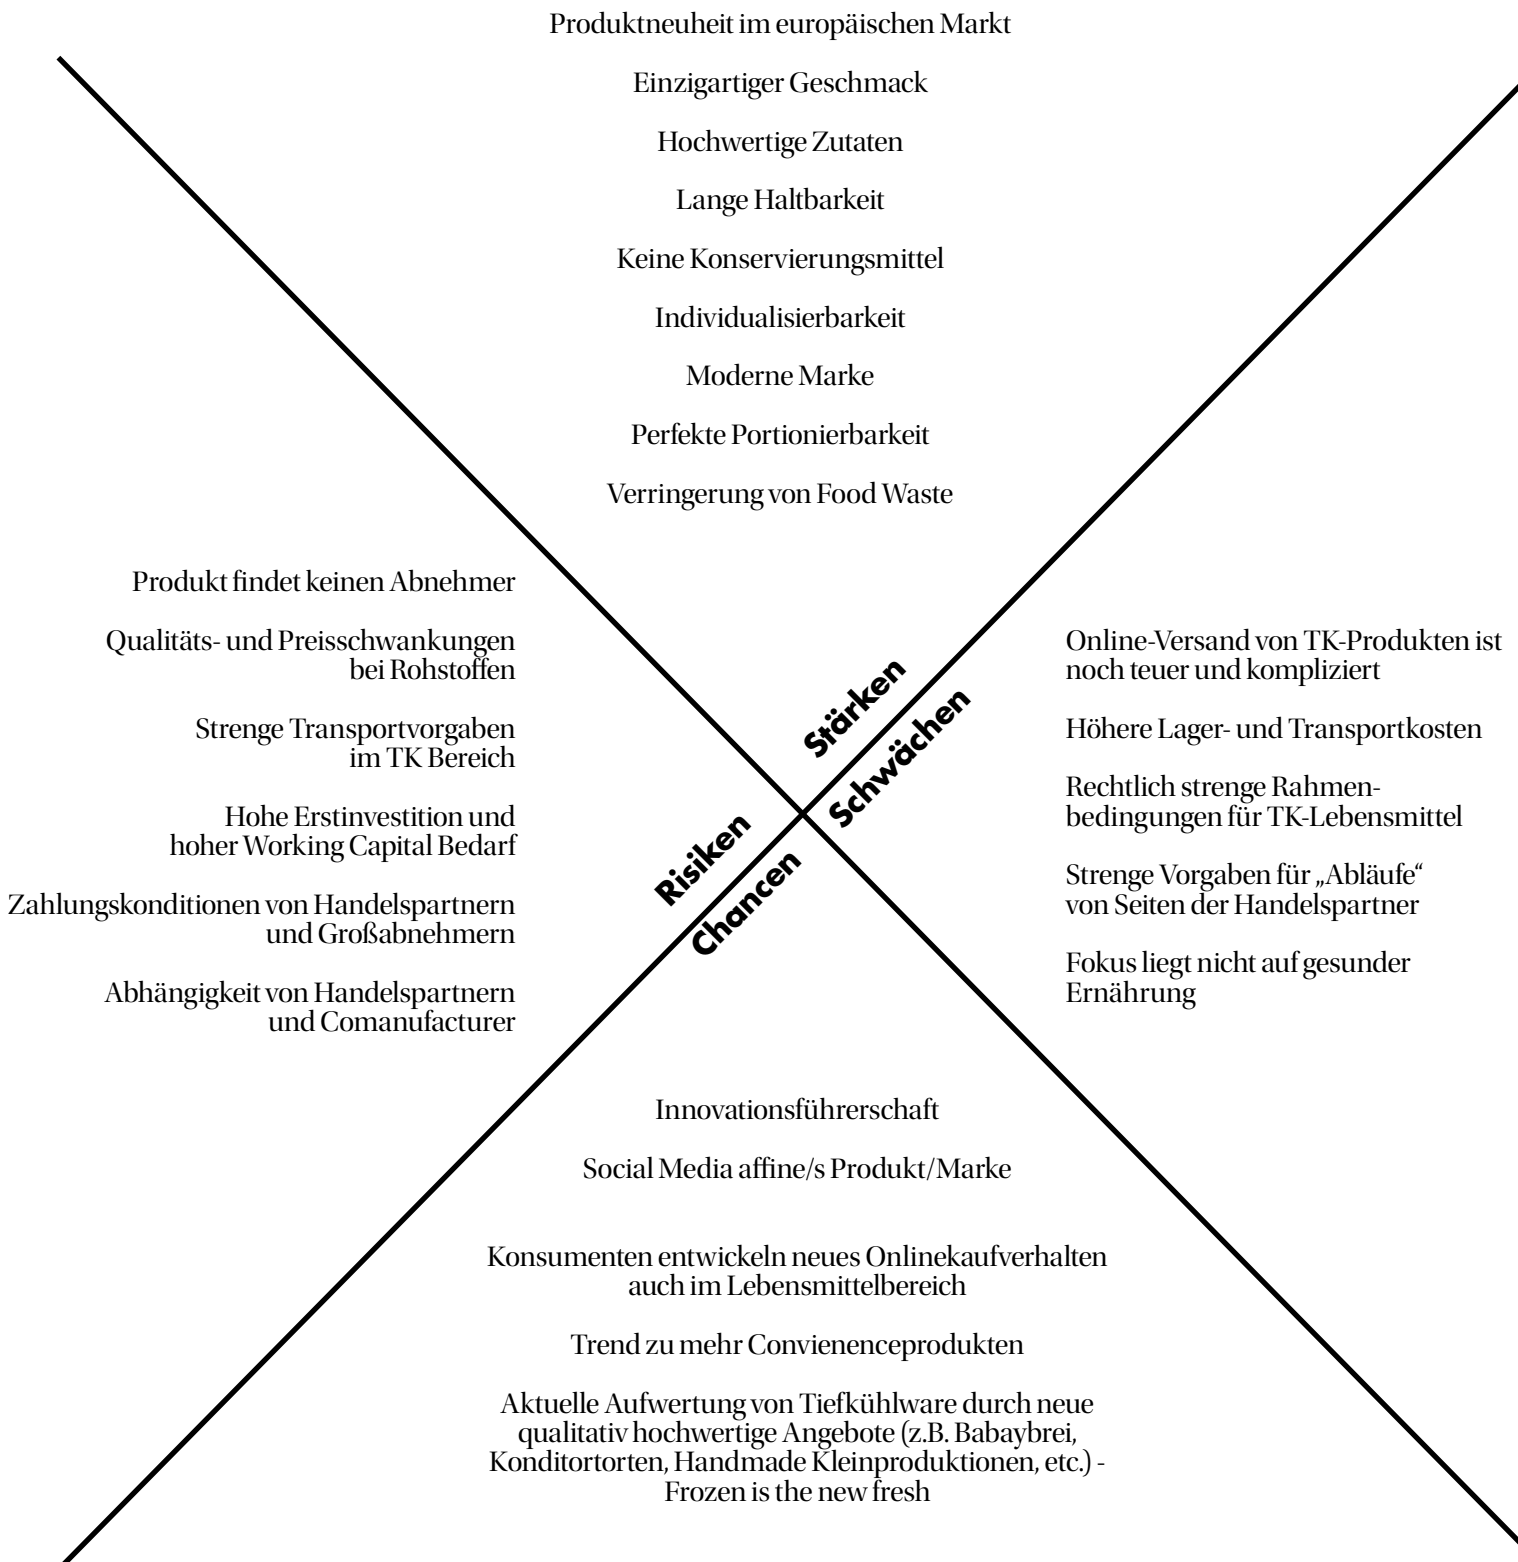 Produktneuheit im europäischen Markt
Einzigartiger Geschmack
Hochwertige Zutaten
Lange Haltbarkeit
Keine Konservierungsmittel
Individualisierbarkeit
Moderne Marke
Perfekte Portionierbarkeit
Verringerung von Food Waste
Stärken
Produkt findet keinen Abnehmer
Qualitäts- und Preisschwankungen
bei Rohstoffen
Strenge Transportvorgaben
im TK Bereich
Hohe Erstinvestition und
hoher Working Capital Bedarf
Zahlungskonditionen von Handelspartnern
und Großabnehmern
Abhängigkeit von Handelspartnern
und Comanufacturer
Risiken
Schwächen
Online-Versand von TK-Produkten ist
noch teuer und kompliziert
Höhere Lager- und Transportkosten
Rechtlich strenge Rahmen-
bedingungen für TK-Lebensmittel
Strenge Vorgaben für „Abläufe“
von Seiten der Handelspartner
Fokus liegt nicht auf gesunder
Ernährung
Chancen
Innovationsführerschaft
Social Media affine/s Produkt/Marke
Konsumenten entwickeln neues Onlinekaufverhalten
auch im Lebensmittelbereich
Trend zu mehr Convienenceprodukten
Aktuelle Aufwertung von Tiefkühlware durch neue
qualitativ hochwertige Angebote (z.B. Babaybrei,
Konditortorten, Handmade Kleinproduktionen, etc.) -
Frozen is the new fresh